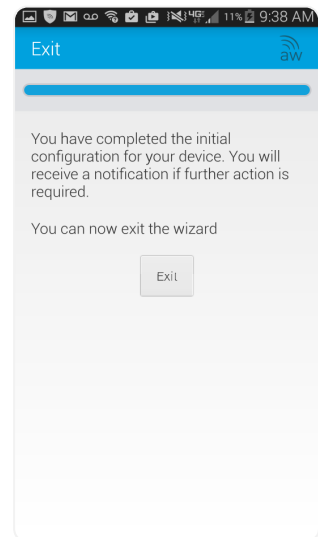 4G 11% 9:38 AM
Exit
aw
You have completed the initial
configuration for your device. You will
receive a notification if further action is
required.
You can now exit the wizard
Exit